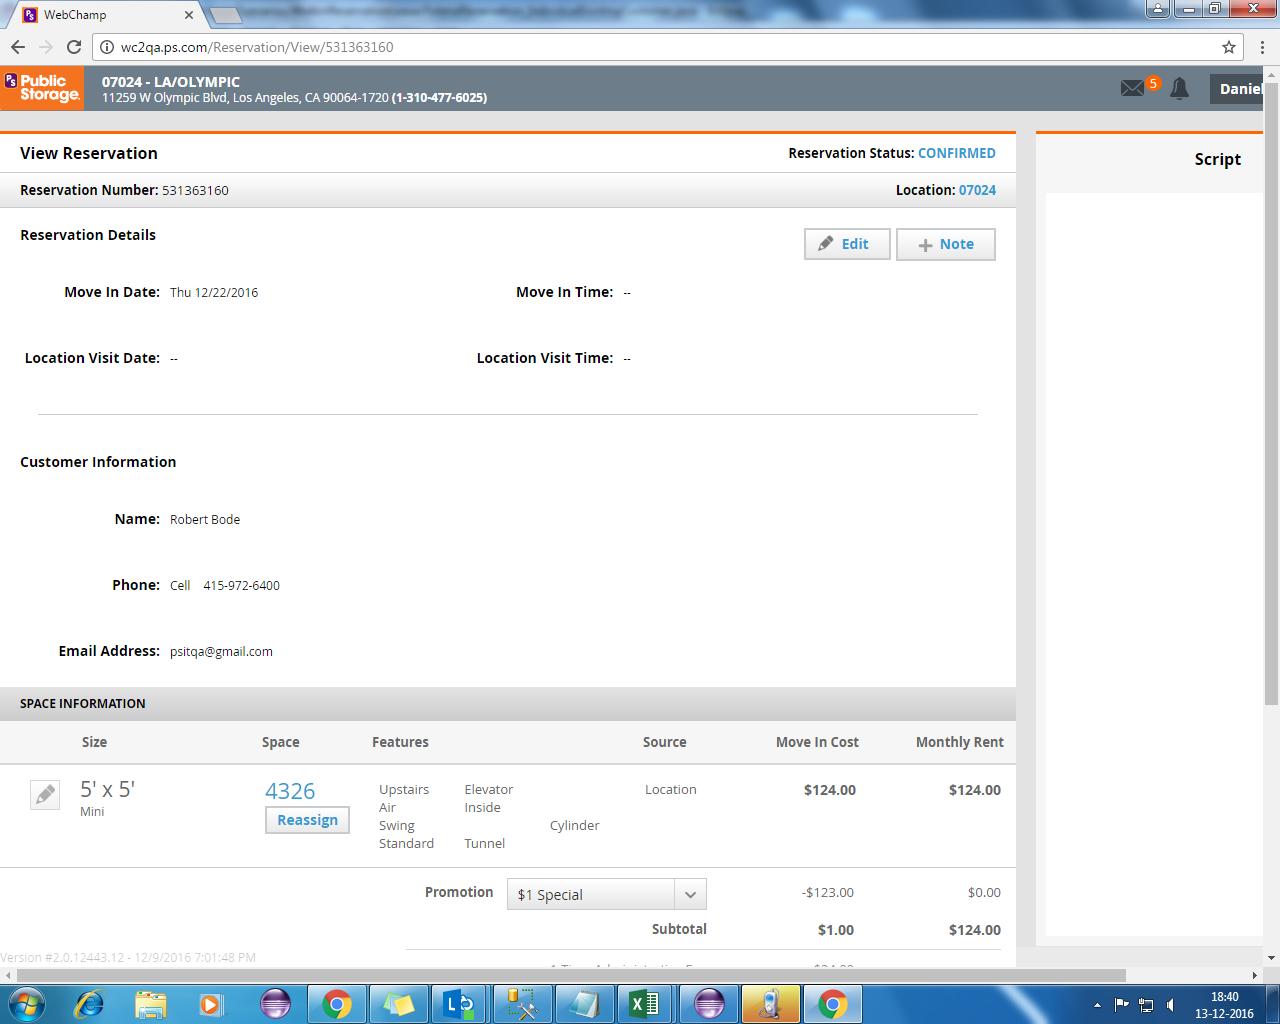 WebChamp
wc2qa.ps.com/Reservation/View/531363160
PS Public Storage.
07024 - LA/OLYMPIC
11259 W Olympic Blvd, Los Angeles, CA 90064-1720 (1-310-477-6025)
5
Daniel
View Reservation
Reservation Status: CONFIRMED
Script
Reservation Number: 531363160
Location: 07024
Reservation Details
Edit
+ Note
Move In Date: Thu 12/22/2016
Move In Time: --
Location Visit Date: --
Location Visit Time: --
Customer Information
Name: Robert Bode
Phone: Cell 415-972-6400
Email Address: psitqa@gmail.com
SPACE INFORMATION
Size Space Features Source Move In Cost Monthly Rent
5' x 5' 4326 Upstairs Elevator Location $124.00 $124.00
Mini Air Inside
Reassign Swing Cylinder
Standard Tunnel
Promotion $1 Special -$123.00 $0.00
Subtotal $1.00 $124.00
Version #2.0.12443.12 - 12/9/2016 7:01:48 PM
18:40
13-12-2016